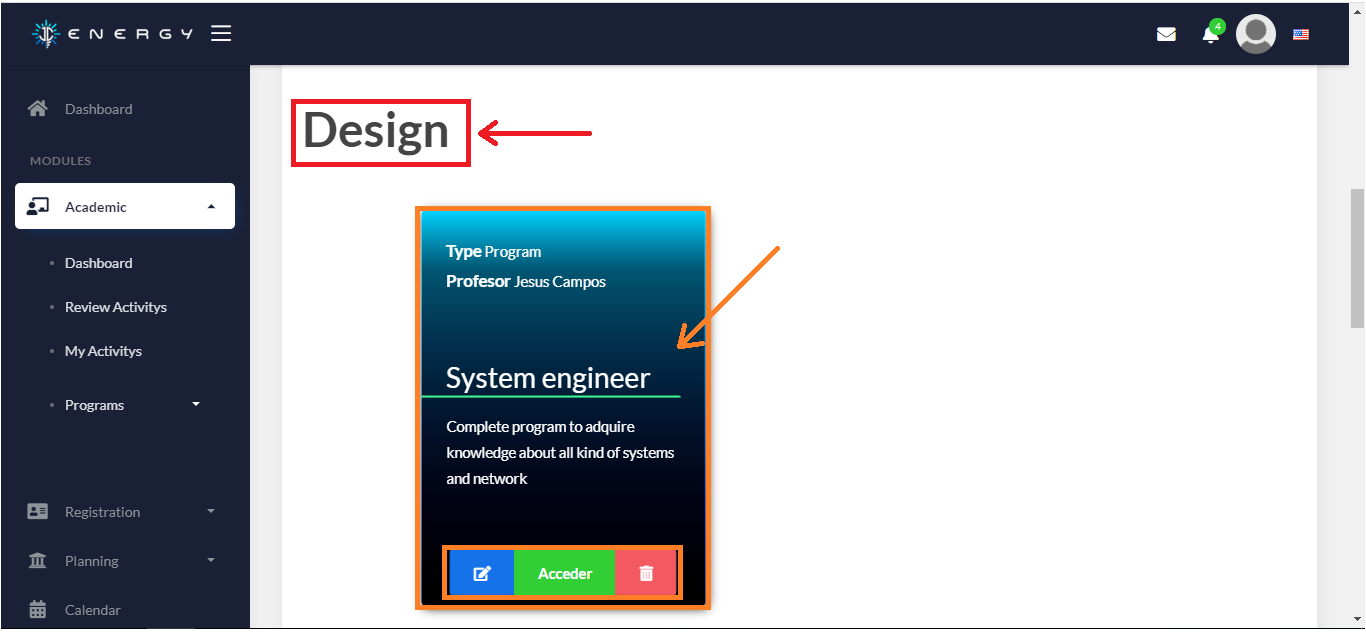 ENERGY
4
Dashboard
MODULES
Academic
Dashboard
Review Activitys
My Activitys
Programs
Registration
Planning
Calendar
Design
Type Program
Profesor Jesus Campos
System engineer
Complete program to adquire
knowledge about all kind of systems
and network
Acceder